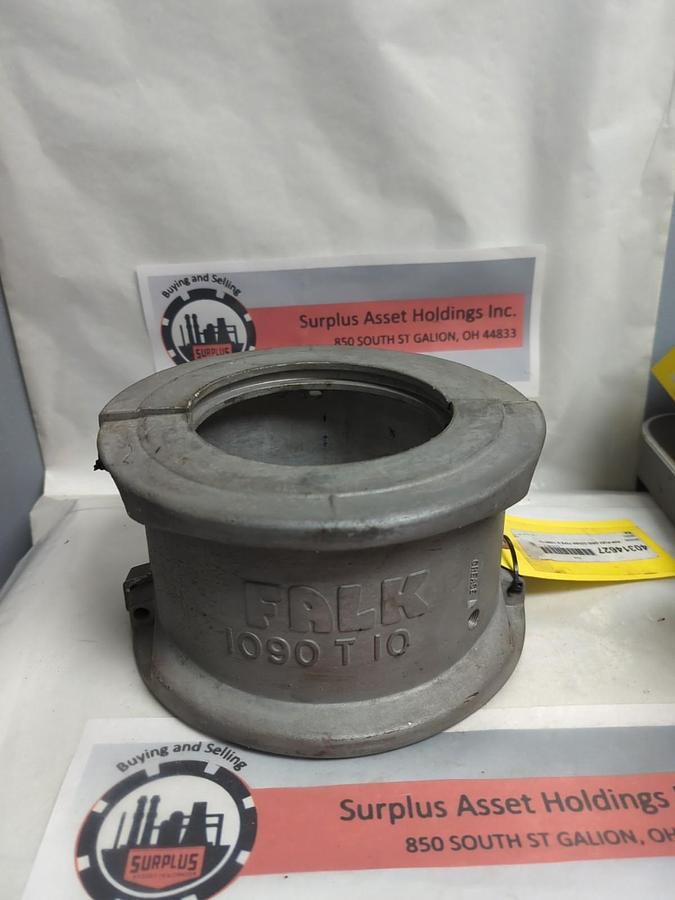 Buying and Selling
SURPLUS
Surplus Asset Holdings Inc.
850 SOUTH ST GALION, OH 44833
40314627
GREASE
FALK
1090 T 10
Buying and Selling
SURPLUS
Surplus Asset Holdings
850 SOUTH ST GALION, OH